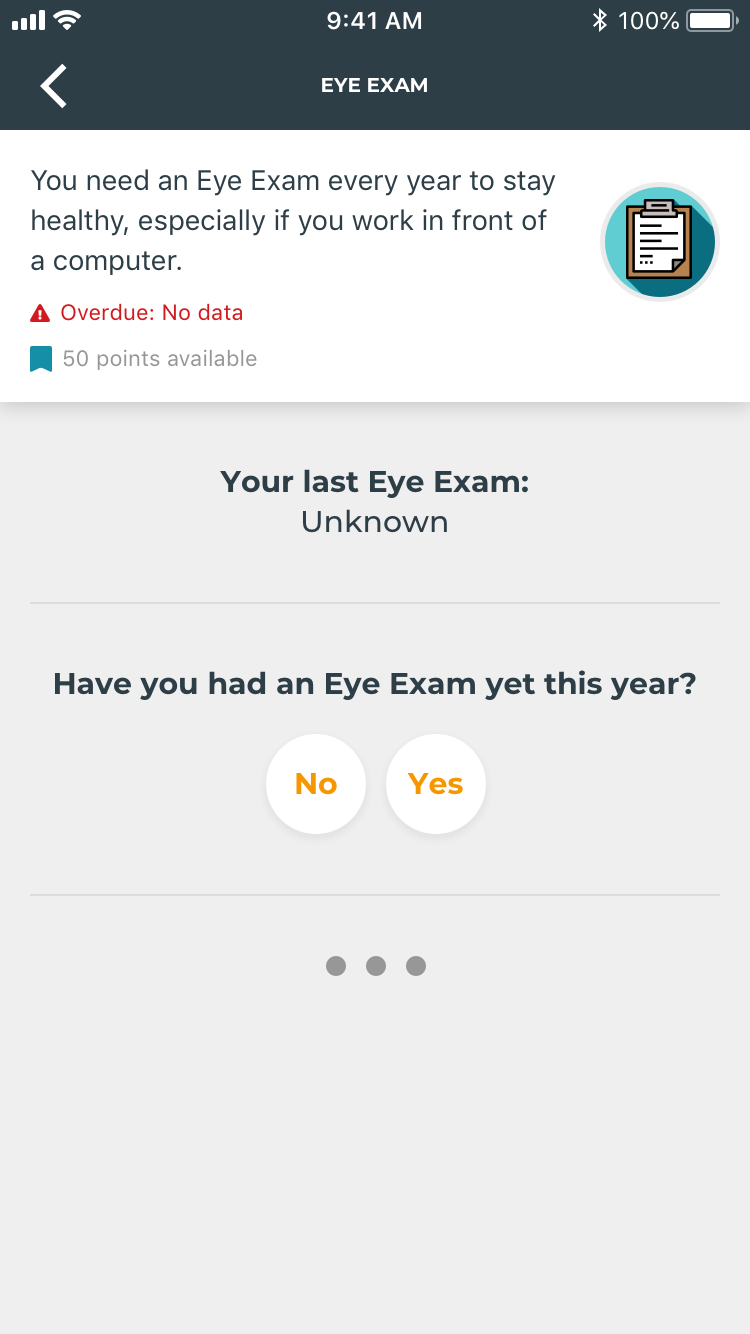 9:41 AM
100%
EYE EXAM
You need an Eye Exam every year to stay
healthy, especially if you work in front of
a computer.
Overdue: No data
50 points available
Your last Eye Exam:
Unknown
Have you had an Eye Exam yet this year?
No
Yes